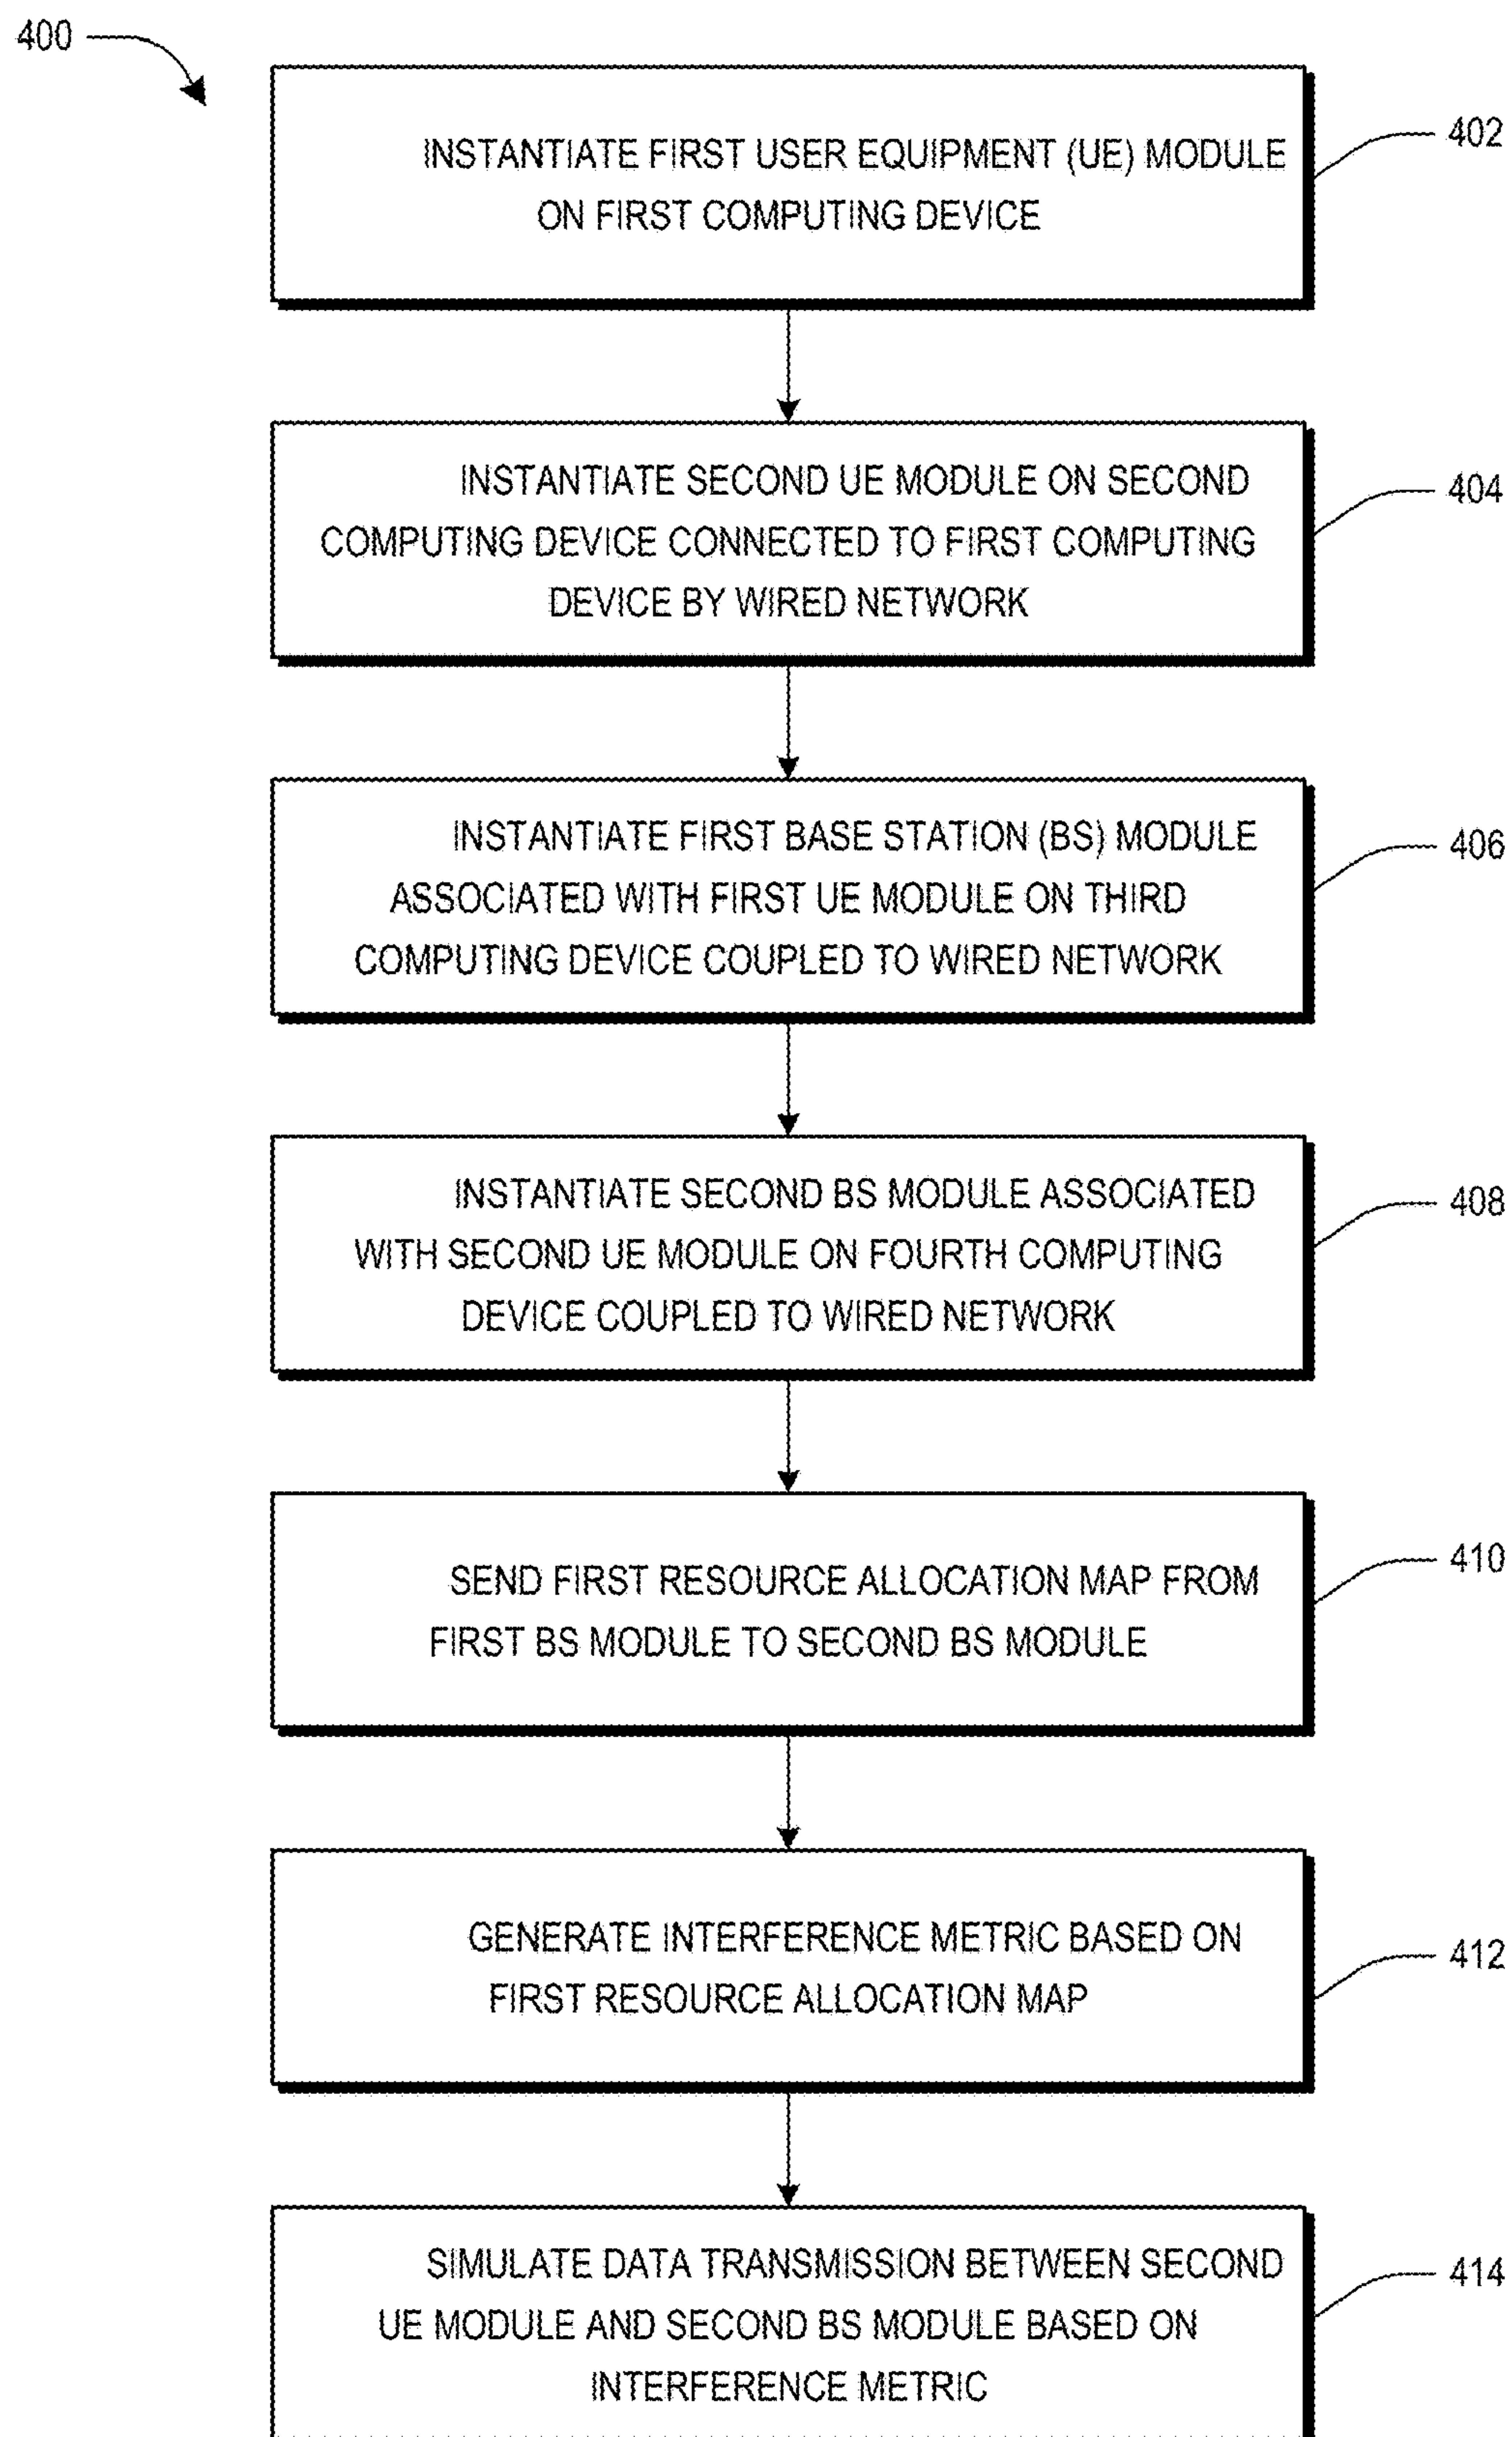 400
INSTANTIATE FIRST USER EQUIPMENT (UE) MODULE
ON FIRST COMPUTING DEVICE
402
INSTANTIATE SECOND UE MODULE ON SECOND
COMPUTING DEVICE CONNECTED TO FIRST COMPUTING
DEVICE BY WIRED NETWORK
404
INSTANTIATE FIRST BASE STATION (BS) MODULE
ASSOCIATED WITH FIRST UE MODULE ON THIRD
COMPUTING DEVICE COUPLED TO WIRED NETWORK
406
INSTANTIATE SECOND BS MODULE ASSOCIATED
WITH SECOND UE MODULE ON FOURTH COMPUTING
DEVICE COUPLED TO WIRED NETWORK
408
SEND FIRST RESOURCE ALLOCATION MAP FROM
FIRST BS MODULE TO SECOND BS MODULE
410
GENERATE INTERFERENCE METRIC BASED ON
FIRST RESOURCE ALLOCATION MAP
412
SIMULATE DATA TRANSMISSION BETWEEN SECOND
UE MODULE AND SECOND BS MODULE BASED ON
INTERFERENCE METRIC
414